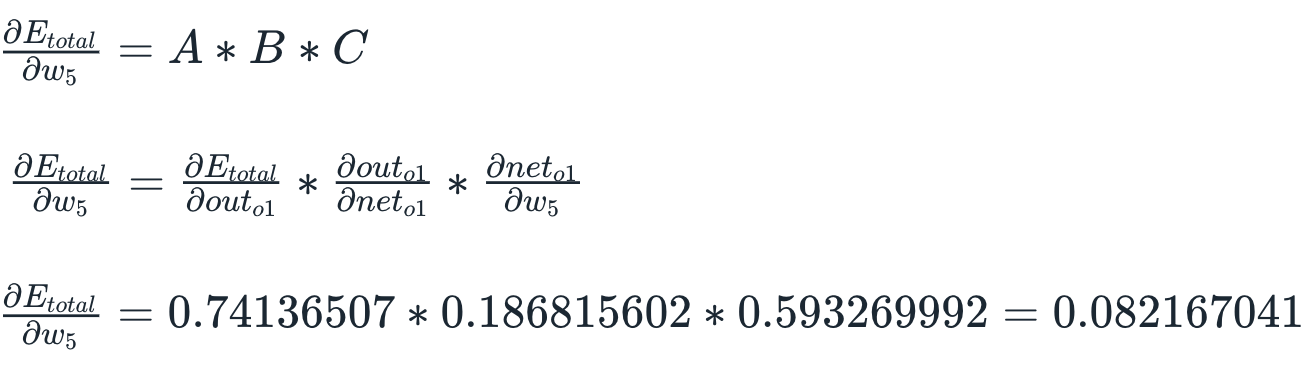 ∂E_total/∂w_5 = A * B * C
∂E_total/∂w_5 = ∂E_total/∂out_o1 * ∂out_o1/∂net_o1 * ∂net_o1/∂w_5
∂E_total/∂w_5 = 0.74136507 * 0.186815602 * 0.593269992 = 0.082167041